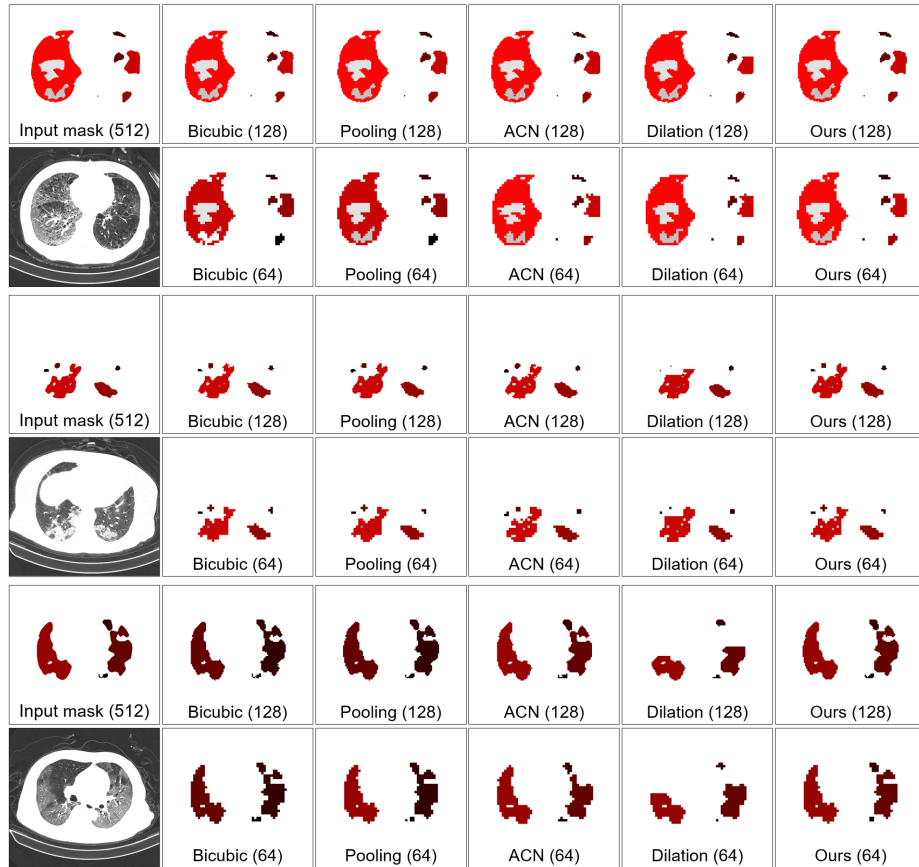 Input mask (512)
Bicubic (128)
Pooling (128)
ACN (128)
Dilation (128)
Ours (128)
Bicubic (64)
Pooling (64)
ACN (64)
Dilation (64)
Ours (64)
Input mask (512)
Bicubic (128)
Pooling (128)
ACN (128)
Dilation (128)
Ours (128)
Bicubic (64)
Pooling (64)
ACN (64)
Dilation (64)
Ours (64)
Input mask (512)
Bicubic (128)
Pooling (128)
ACN (128)
Dilation (128)
Ours (128)
Bicubic (64)
Pooling (64)
ACN (64)
Dilation (64)
Ours (64)